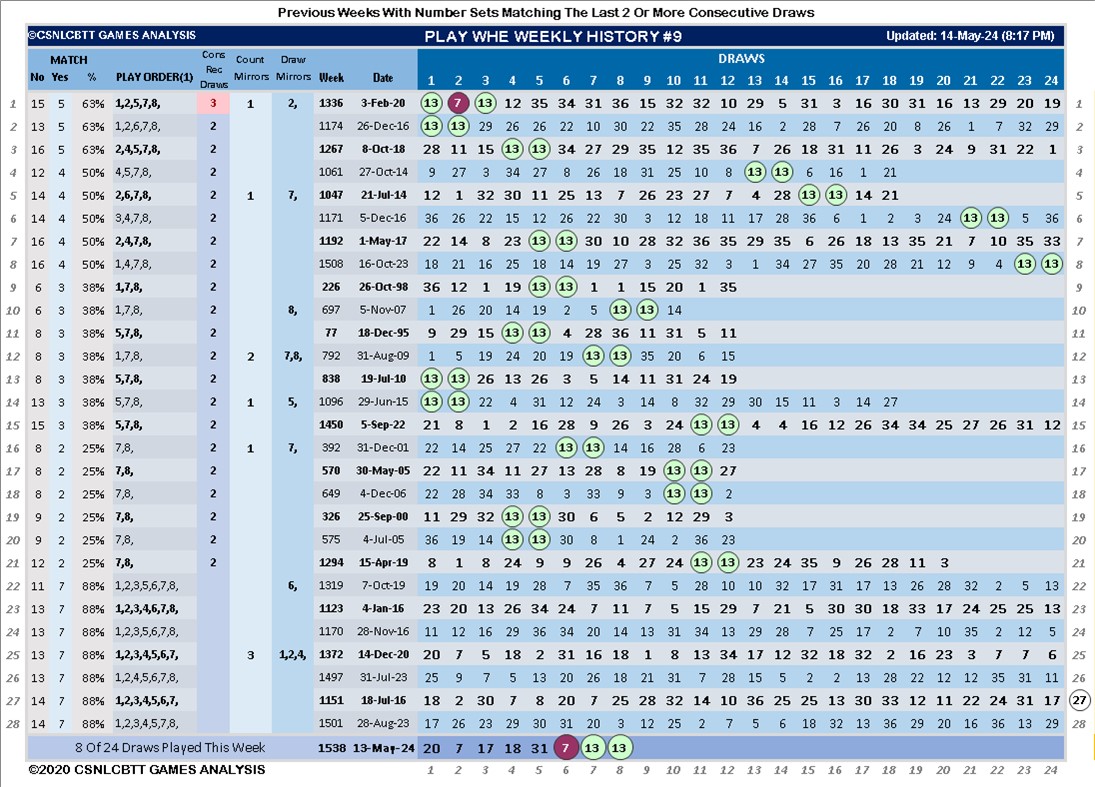 Previous Weeks With Number Sets Matching The Last 2 Or More Consecutive Draws
©CSNLCBTT GAMES ANALYSIS PLAY WHE WEEKLY HISTORY #9 Updated: 14-May-24 (8:17 PM)
MATCH Cons Rec Draws Count Mirrors Draw Mirrors DRAWS
No Yes % PLAY ORDER(1) Week Date 1 2 3 4 5 6 7 8 9 10 11 12 13 14 15 16 17 18 19 20 21 22 23 24
1 15 5 63% 1,2,5,7,8, 3 1 2, 1336 3-Feb-20 13 7 13 12 35 34 31 36 15 32 32 10 29 5 31 3 16 30 31 16 13 29 20 19 1
2 13 5 63% 1,2,6,7,8, 2 1174 26-Dec-16 13 13 29 26 26 22 10 30 22 35 28 24 16 2 28 7 26 20 8 26 1 7 32 29 2
3 16 5 63% 2,4,5,7,8, 2 1267 8-Oct-18 28 11 15 13 13 34 27 29 35 12 35 36 7 15 26 18 31 11 26 3 24 9 31 22 1 3
4 12 4 50% 4,5,7,8, 2 1061 27-Oct-14 9 27 3 34 27 8 26 18 31 25 10 8 13 13 6 16 1 21 4
5 14 4 50% 2,6,7,8, 2 1 7, 1047 21-Jul-14 12 1 32 30 11 25 13 7 26 23 27 7 4 28 13 13 14 21 5
6 14 4 50% 3,4,7,8, 2 1171 5-Dec-16 36 26 22 15 12 26 22 30 3 12 18 11 17 28 36 6 1 2 3 24 13 13 5 36 6
7 16 4 50% 2,4,7,8, 2 1192 1-May-17 22 14 8 23 13 13 30 10 28 32 36 35 29 35 6 26 18 13 35 21 7 10 35 33 7
8 16 4 50% 1,4,7,8, 2 1508 16-Oct-23 18 21 16 25 18 14 19 27 3 25 32 3 1 34 27 35 20 28 21 12 9 4 13 13 8
9 6 3 38% 1,7,8, 2 226 26-Oct-98 36 12 1 19 13 13 1 1 15 20 1 35 9
10 6 3 38% 1,7,8, 2 8, 697 5-Nov-07 1 26 20 14 19 2 5 13 13 14 10
11 8 3 38% 5,7,8, 2 77 18-Dec-95 9 29 15 13 13 4 28 36 11 31 5 11 11
12 8 3 38% 1,7,8, 2 2 7,8, 792 31-Aug-09 1 5 19 24 20 19 13 13 35 20 6 15 12
13 8 3 38% 5,7,8, 2 838 19-Jul-10 13 13 26 13 26 3 5 14 11 31 24 19 13
14 13 3 38% 5,7,8, 2 1 5, 1096 29-Jun-15 13 13 22 4 31 12 24 3 14 8 32 29 30 15 11 3 14 27 14
15 15 3 38% 5,7,8, 2 1450 5-Sep-22 21 8 1 2 16 28 9 26 3 24 13 13 4 4 16 12 26 34 34 25 27 26 31 12 15
16 8 2 25% 7,8, 2 1 7, 392 31-Dec-01 22 14 25 27 22 13 13 14 16 28 6 23 16
17 8 2 25% 7,8, 2 570 30-May-05 22 11 34 11 27 13 28 8 19 13 13 27 17
18 8 2 25% 7,8, 2 649 4-Dec-06 22 28 34 33 8 3 33 9 3 13 13 2 18
19 9 2 25% 7,8, 2 326 25-Sep-00 11 29 32 13 13 30 6 5 2 12 29 3 19
20 9 2 25% 7,8, 2 575 4-Jul-05 36 19 14 13 13 30 8 1 24 2 36 23 20
21 12 2 25% 7,8, 2 1294 15-Apr-19 8 1 8 24 9 9 26 4 27 24 13 13 23 24 35 9 26 28 11 3 21
22 11 7 88% 1,2,3,5,6,7,8, 6, 1319 7-Oct-19 19 20 14 19 28 7 35 36 7 5 28 10 10 32 17 31 17 13 26 28 32 2 5 13 22
23 13 7 88% 1,2,3,4,6,7,8, 1123 4-Jan-16 23 20 13 26 34 24 7 11 7 5 15 29 7 21 5 30 30 18 33 17 24 25 25 13 23
24 13 7 88% 1,2,3,5,6,7,8, 1170 28-Nov-16 11 12 16 29 36 34 20 14 13 31 34 13 29 28 7 25 17 2 7 10 35 2 12 5 24
25 13 7 88% 1,2,3,4,5,6,7, 3 1,2,4, 1372 14-Dec-20 20 7 5 18 2 31 16 18 1 8 13 34 17 12 32 18 32 2 16 23 3 7 7 6 25
26 13 7 88% 1,2,4,5,6,7,8, 1497 31-Jul-23 25 9 7 5 13 20 26 18 21 31 7 28 15 5 2 2 13 28 22 12 12 35 31 11 26
27 14 7 88% 1,2,3,4,5,6,7, 1151 18-Jul-16 18 2 30 7 8 20 7 25 28 32 14 10 36 25 25 13 30 33 12 11 22 24 31 17 27
28 14 7 88% 1,2,3,4,5,7,8, 1501 28-Aug-23 17 26 23 29 30 31 20 3 12 25 2 7 5 6 18 32 13 36 29 20 16 36 13 29 28
8 Of 24 Draws Played This Week 1538 13-May-24 20 7 17 18 31 7 13 13
©2020 CSNLCBTT GAMES ANALYSIS 1 2 3 4 5 6 7 8 9 10 11 12 13 14 15 16 17 18 19 20 21 22 23 24